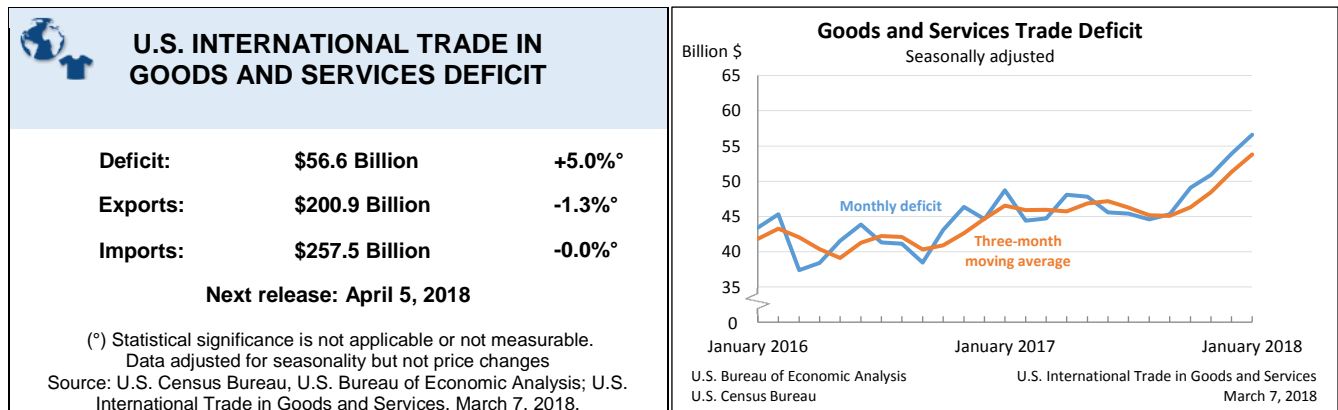 U.S. INTERNATIONAL TRADE IN
GOODS AND SERVICES DEFICIT
Deficit: $56.6 Billion +5.0%°
Exports: $200.9 Billion -1.3%°
Imports: $257.5 Billion -0.0%°
Next release: April 5, 2018
(°) Statistical significance is not applicable or not measurable.
Data adjusted for seasonality but not price changes
Source: U.S. Census Bureau, U.S. Bureau of Economic Analysis; U.S.
International Trade in Goods and Services, March 7, 2018.
Goods and Services Trade Deficit
Billion $
Seasonally adjusted
65
60
55
50
45
40
35
0
Monthly deficit
Three-month
moving average
January 2016
January 2017
January 2018
U.S. Bureau of Economic Analysis
U.S. Census Bureau
U.S. International Trade in Goods and Services
March 7, 2018